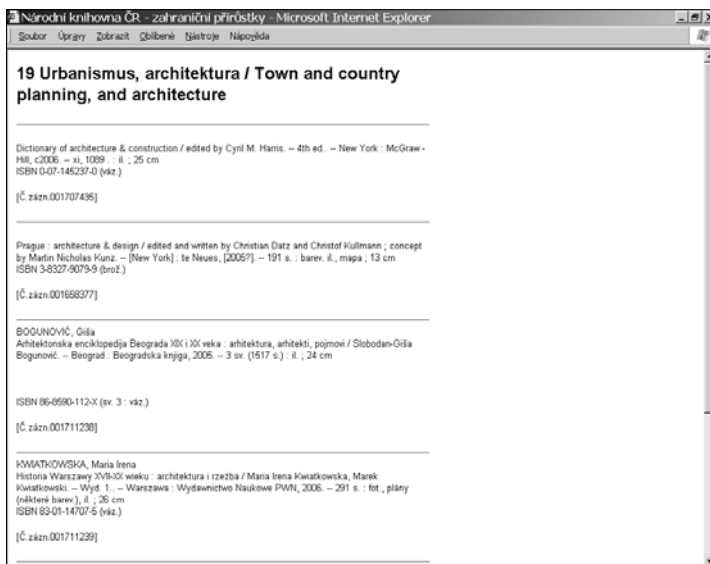 Národní knihovna ČR - zahraniční přírůstky - Microsoft Internet Explorer
Soubor Úpravy Zobrazit Oblíbené Nástroje Nápověda
19 Urbanismus, architektura / Town and country
planning, and architecture
Dictionary of architecture & construction / edited by Cyril M. Harris. -- 4th ed.. -- New York : McGraw-
Hill, c2006. -- xi, 1089 . : il. ; 25 cm
ISBN 0-07-145237-0 (váz.)
[Č.zázn.001707435]
Prague : architecture & design / edited and written by Christian Datz and Christof Kullmann ; concept
by Martin Nicholas Kunz. -- [New York] : te Neues, [2005?]. -- 191 s. : barev. il., mapa ; 13 cm
ISBN 3-8327-9079-9 (brož.)
[Č.zázn.001658377]
BOGUNOVIĆ, Giša
Arhitektonska enciklopedija Beograda XIX i XX veka : arhitektura, arhitekti, pojmovi / Slobodan-Giša
Bogunović. -- Beograd : Beogradska knjiga, 2005. -- 3 sv. (1517 s.) : il. ; 24 cm
ISBN 86-8590-112-X (sv. 3 : váz.)
[Č.zázn.001711238]
KWIATKOWSKA, Maria Irena
Historia Warszawy XVII-XX wieku : architektura i rzeźba / Maria Irena Kwiatkowska, Marek
Kwiatkowski. -- Wyd. 1.. -- Warszawa : Wydawnictwo Naukowe PWN, 2006. -- 291 s. : fot., plány
(některé barev.), il. ; 26 cm
ISBN 83-01-14707-5 (váz.)
[Č.zázn.001711239]